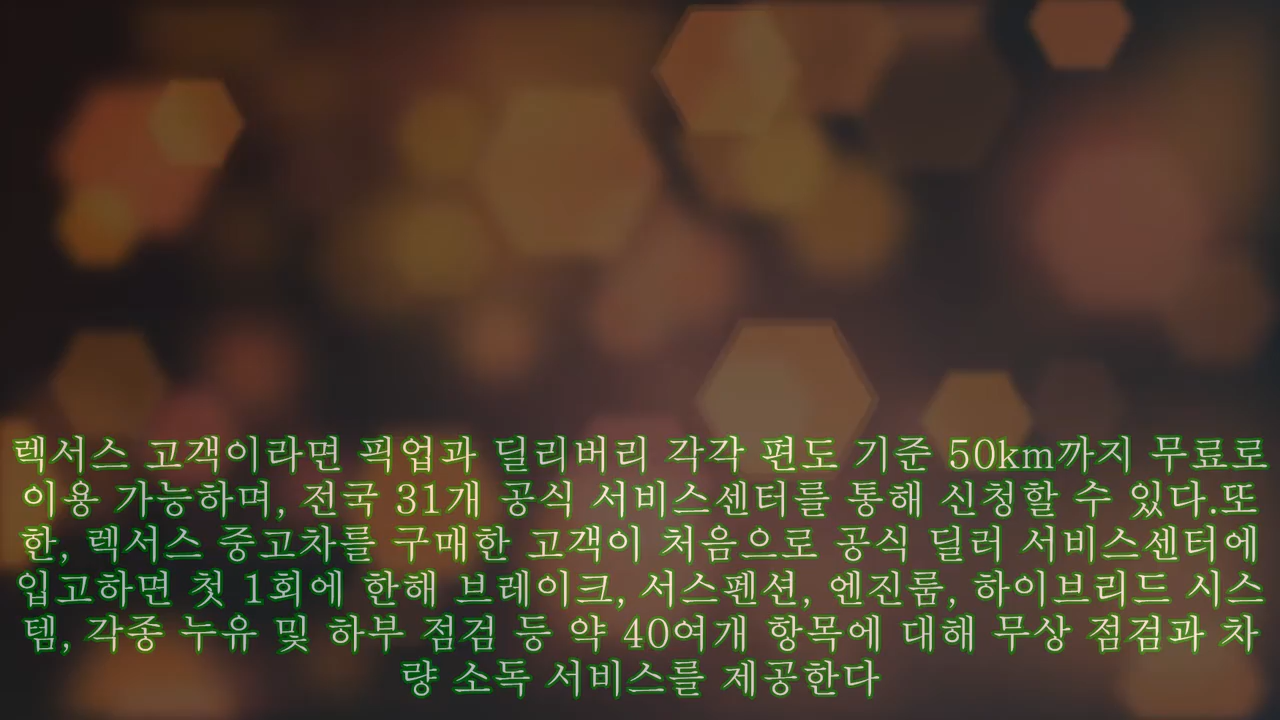 렉서스 고객이라면 픽업과 딜리버리 각각 편도 기준 50km까지 무료로
이용 가능하며, 전국 31개 공식 서비스센터를 통해 신청할 수 있다.또
한, 렉서스 중고차를 구매한 고객이 처음으로 공식 딜러 서비스센터에
입고하면 첫 1회에 한해 브레이크, 서스펜션, 엔진룸, 하이브리드 시스
템, 각종 누유 및 하부 점검 등 약 40여개 항목에 대해 무상 점검과 차
량 소독 서비스를 제공한다